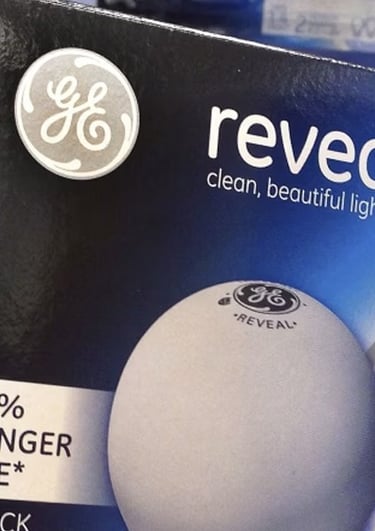 GE
revea
clean, beautiful ligh
GE
•REVEAL•
%
NGER
E*
CK